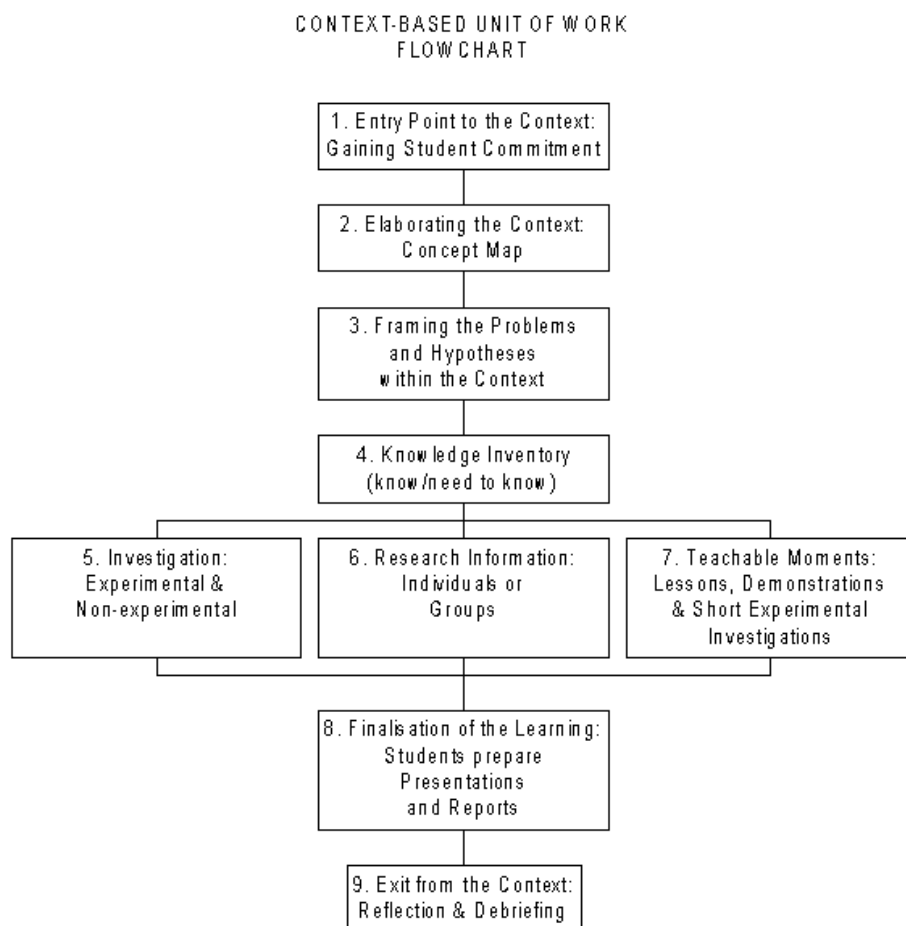 CONTEXT-BASED UNIT OF WORK
FLOWCHART
1. Entry Point to the Context:
Gaining Student Commitment
2. Elaborating the Context:
Concept Map
3. Framing the Problems
and Hypotheses
within the Context
4. Knowledge Inventory
(know/need to know)
5. Investigation:
Experimental &
Non-experimental
6. Research Information:
Individuals or
Groups
7. Teachable Moments:
Lessons, Demonstrations
& Short Experimental
Investigations
8. Finalisation of the Learning:
Students prepare
Presentations
and Reports
9. Exit from the Context:
Reflection & Debriefing